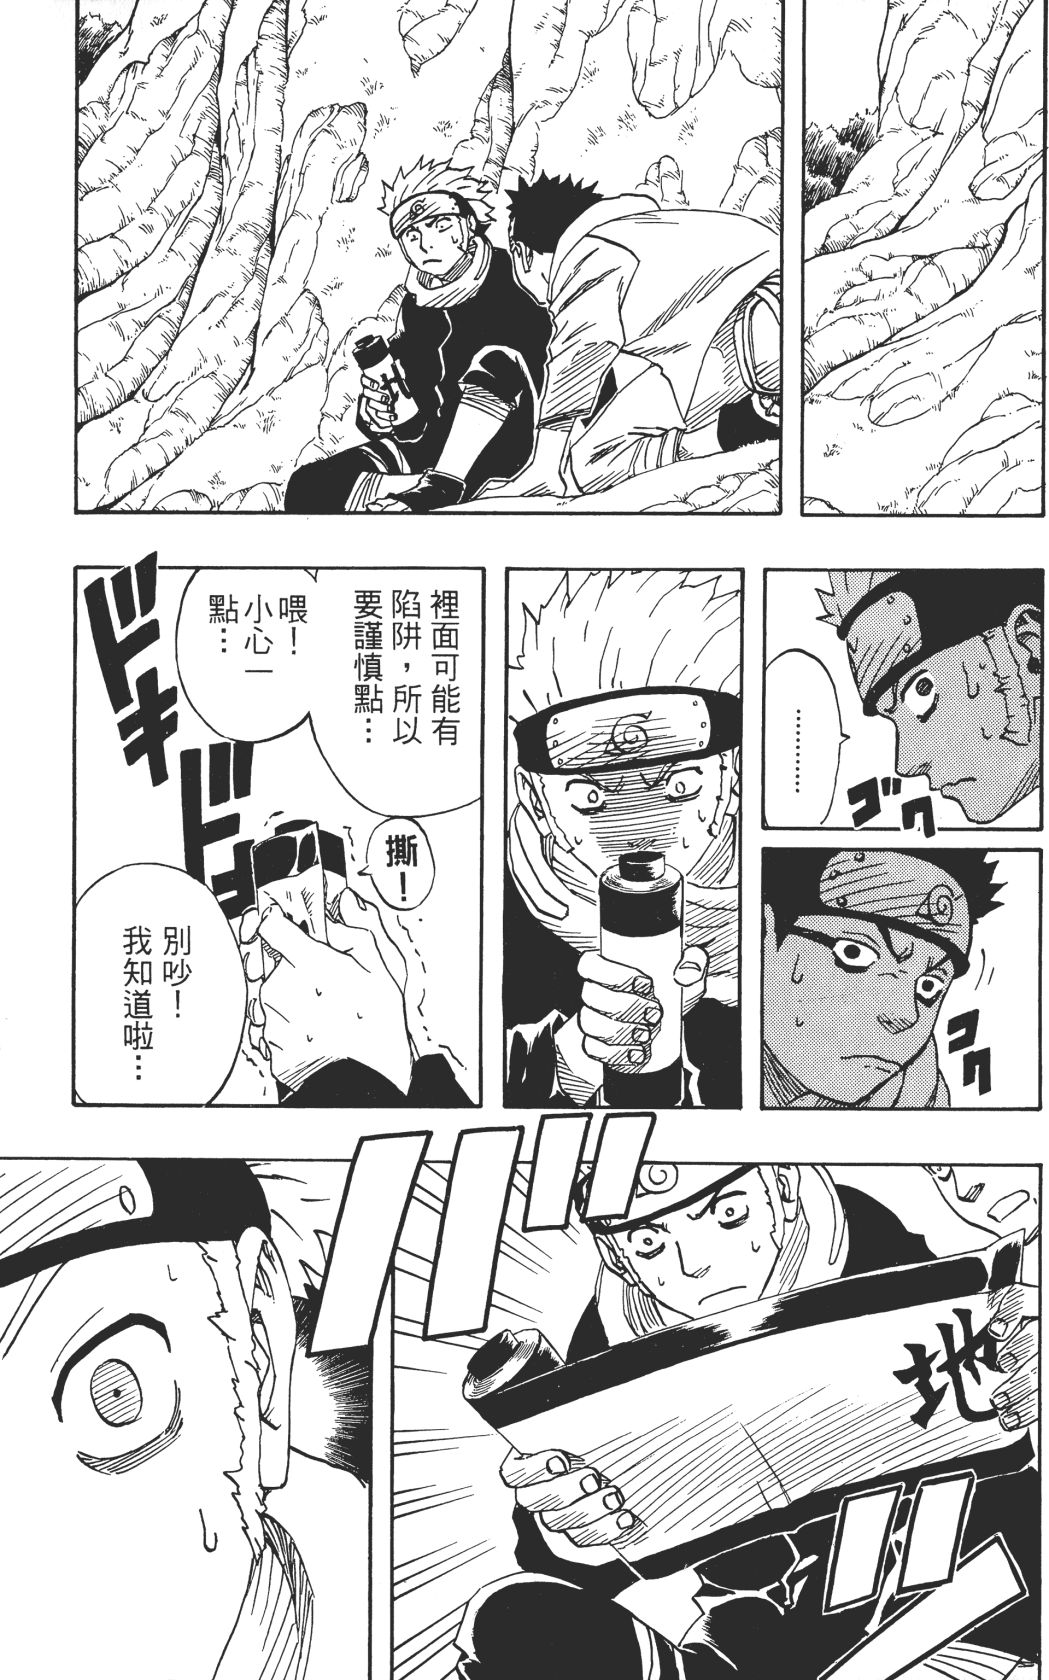 …………
ゴク
コク
裡面可能有
陷阱，所以
要謹慎點…
喂！
小心一
點…
ドキ
ドキ
撕！
別吵！
我知道啦…
地